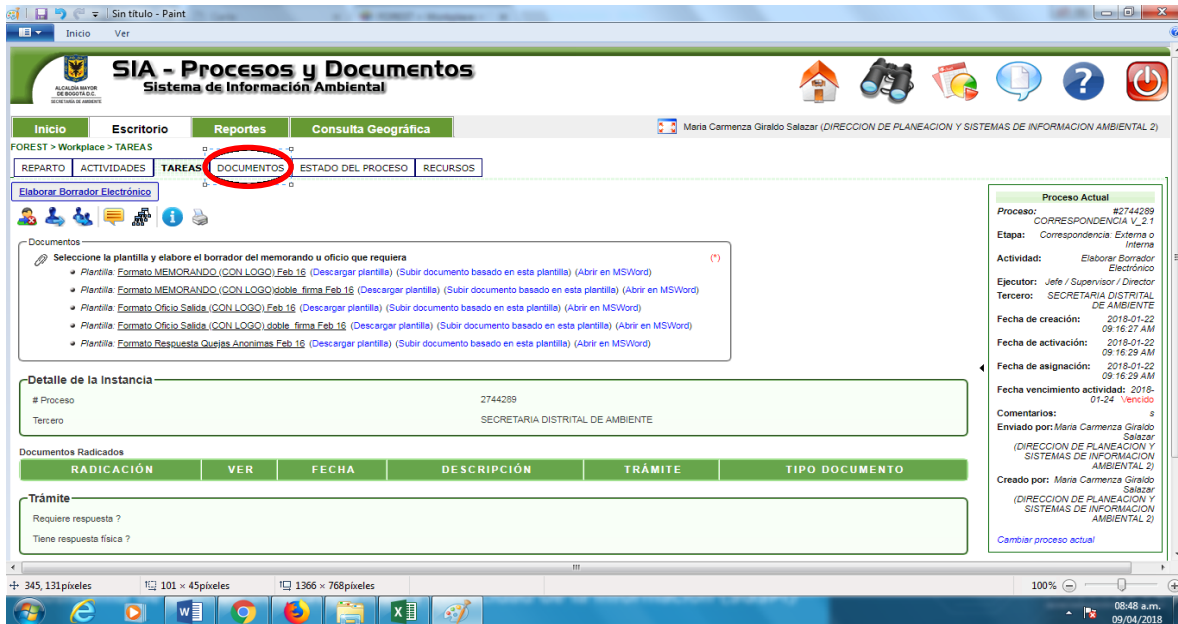 Sin título - Paint
Inicio Ver
ALCALDÍA MAYOR
DE BOGOTÁ D.C.
SECRETARÍA DE AMBIENTE
SIA - Procesos y Documentos
Sistema de Información Ambiental
Inicio Escritorio Reportes Consulta Geográfica
Maria Carmenza Giraldo Salazar (DIRECCION DE PLANEACION Y SISTEMAS DE INFORMACION AMBIENTAL 2)
FOREST > Workplace > TAREAS
REPARTO ACTIVIDADES TAREAS DOCUMENTOS ESTADO DEL PROCESO RECURSOS
Elaborar Borrador Electrónico
Documentos
Seleccione la plantilla y elabore el borrador del memorando u oficio que requiera (*)
Plantilla: Formato MEMORANDO (CON LOGO) Feb 16 (Descargar plantilla) (Subir documento basado en esta plantilla) (Abrir en MSWord)
Plantilla: Formato MEMORANDO (CON LOGO)doble_firma Feb 16 (Descargar plantilla) (Subir documento basado en esta plantilla) (Abrir en MSWord)
Plantilla: Formato Oficio Salida (CON LOGO) Feb 16 (Descargar plantilla) (Subir documento basado en esta plantilla) (Abrir en MSWord)
Plantilla: Formato Oficio Salida (CON LOGO) doble_firma Feb 16 (Descargar plantilla) (Subir documento basado en esta plantilla) (Abrir en MSWord)
Plantilla: Formato Respuesta Quejas Anonimas Feb 16 (Descargar plantilla) (Subir documento basado en esta plantilla) (Abrir en MSWord)
Detalle de la Instancia
# Proceso 2744289
Tercero SECRETARIA DISTRITAL DE AMBIENTE
Documentos Radicados
RADICACIÓN VER FECHA DESCRIPCIÓN TRÁMITE TIPO DOCUMENTO
Trámite
Requiere respuesta ?
Tiene respuesta física ?
Proceso Actual
Proceso: #2744289
CORRESPONDENCIA V_2.1
Etapa: Correspondencia: Externa o
Interna
Actividad: Elaborar Borrador
Electrónico
Ejecutor: Jefe / Supervisor / Director
Tercero: SECRETARIA DISTRITAL
DE AMBIENTE
Fecha de creación: 2018-01-22
09:16:27 AM
Fecha de activación: 2018-01-22
09:16:29 AM
Fecha de asignación: 2018-01-22
09:16:29 AM
Fecha vencimiento actividad: 2018-
01-24 Vencido
Comentarios: s
Enviado por: Maria Carmenza Giraldo
Salazar
(DIRECCION DE PLANEACION Y
SISTEMAS DE INFORMACION
AMBIENTAL 2)
Creado por: Maria Carmenza Giraldo
Salazar
(DIRECCION DE PLANEACION Y
SISTEMAS DE INFORMACION
AMBIENTAL 2)
Cambiar proceso actual
345, 131píxeles 101 × 45píxeles 1366 × 768píxeles 100%
08:48 a.m.
09/04/2018